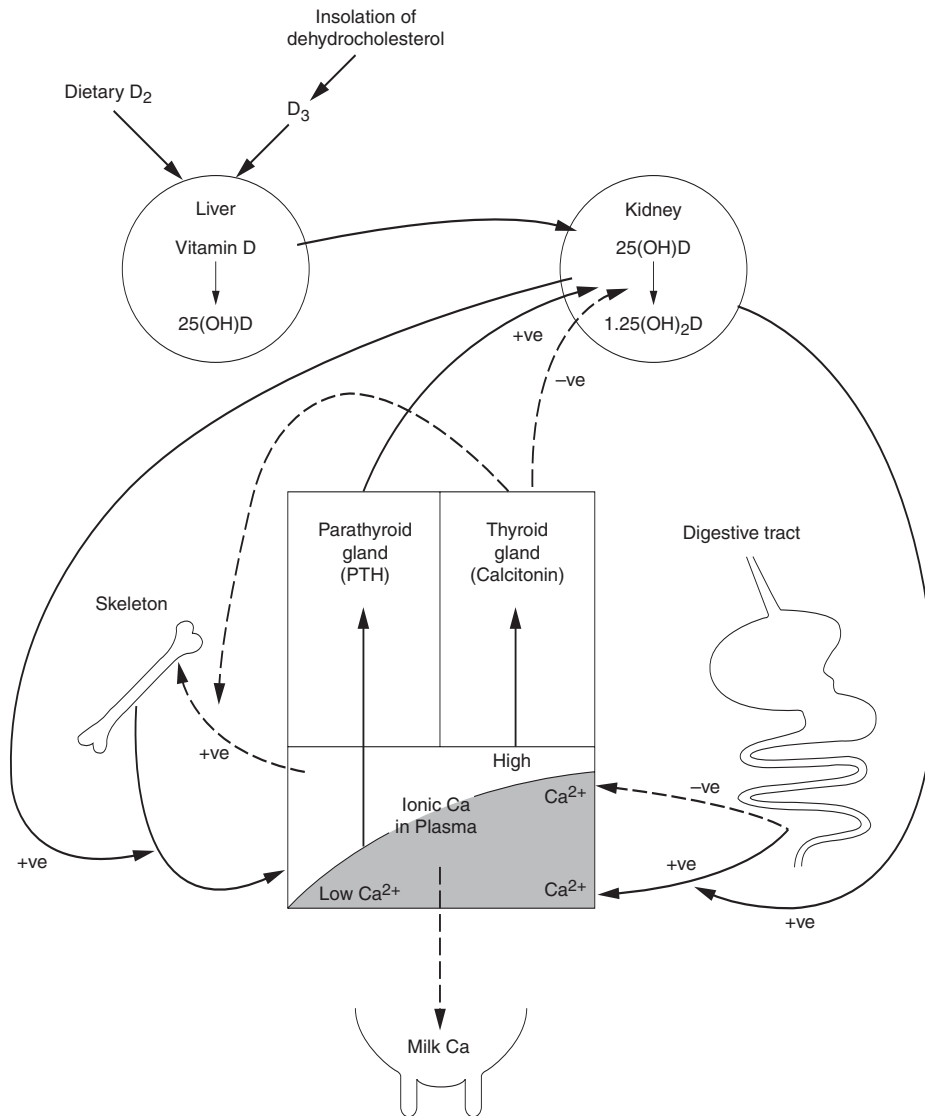 Insolation of
dehydrocholesterol
Dietary D₂
D₃
Liver
Vitamin D
25(OH)D
Kidney
25(OH)D
1.25(OH)₂D
+ve
–ve
Parathyroid
gland
(PTH)
Thyroid
gland
(Calcitonin)
Digestive tract
Skeleton
+ve
High
Ca²⁺
–ve
Ionic Ca
in Plasma
+ve
+ve
Low Ca²⁺
Ca²⁺
+ve
Milk Ca